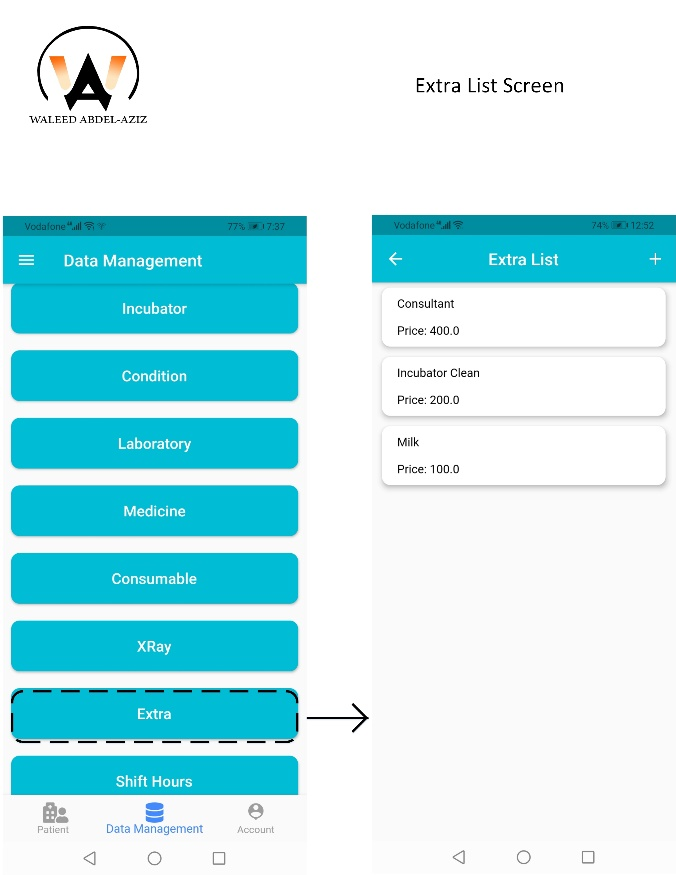 WALEED ABDEL-AZIZ
Extra List Screen
Vodafone 77% 7:37
Data Management
Incubator
Condition
Laboratory
Medicine
Consumable
XRay
Extra
Shift Hours
Patient
Data Management
Account
Vodafone 74% 12:52
Extra List
Consultant
Price: 400.0
Incubator Clean
Price: 200.0
Milk
Price: 100.0